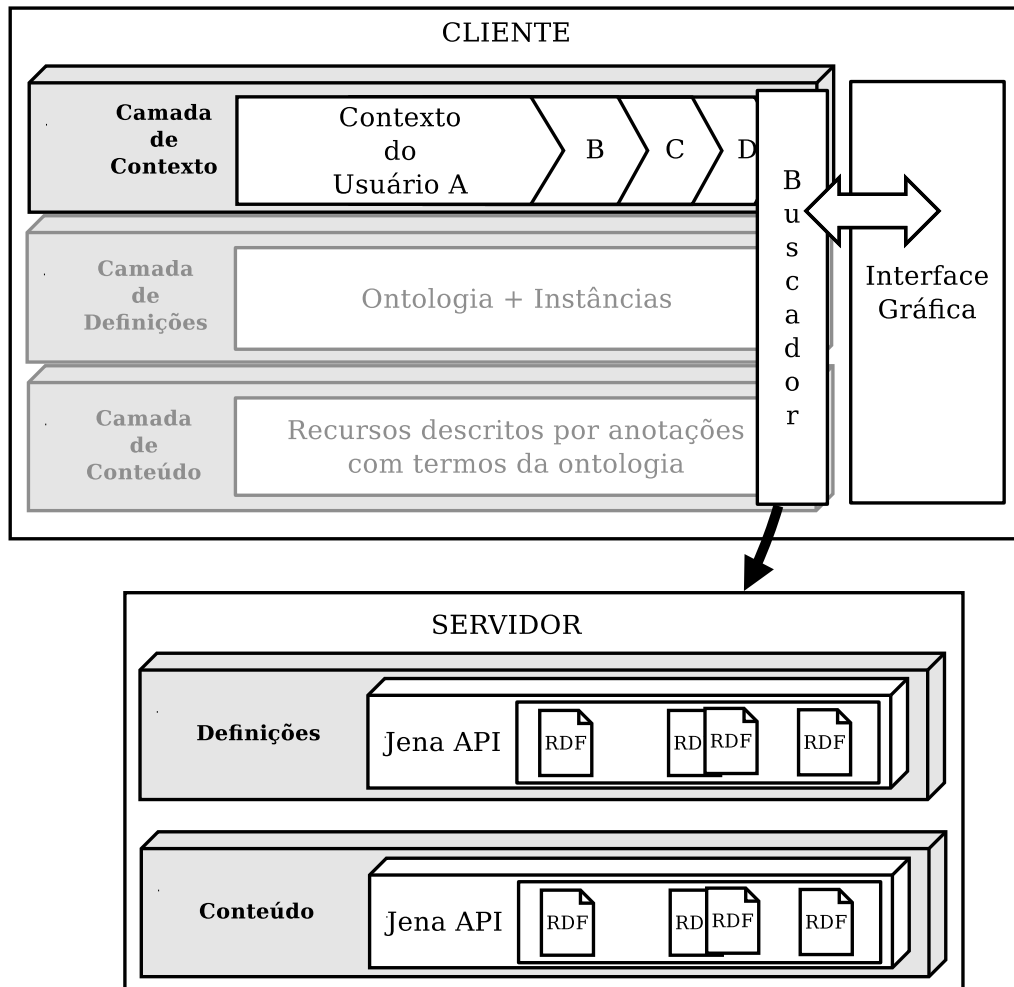 CLIENTE
Camada
de
Contexto
Contexto
do
Usuário A
B
C
D
B
u
s
c
a
d
o
r
Interface
Gráfica
Camada
de
Definições
Ontologia + Instâncias
Camada
de
Conteúdo
Recursos descritos por anotações
com termos da ontologia
SERVIDOR
Definições
Jena API
RDF
RD
RDF
RDF
Conteúdo
Jena API
RDF
RD
RDF
RDF